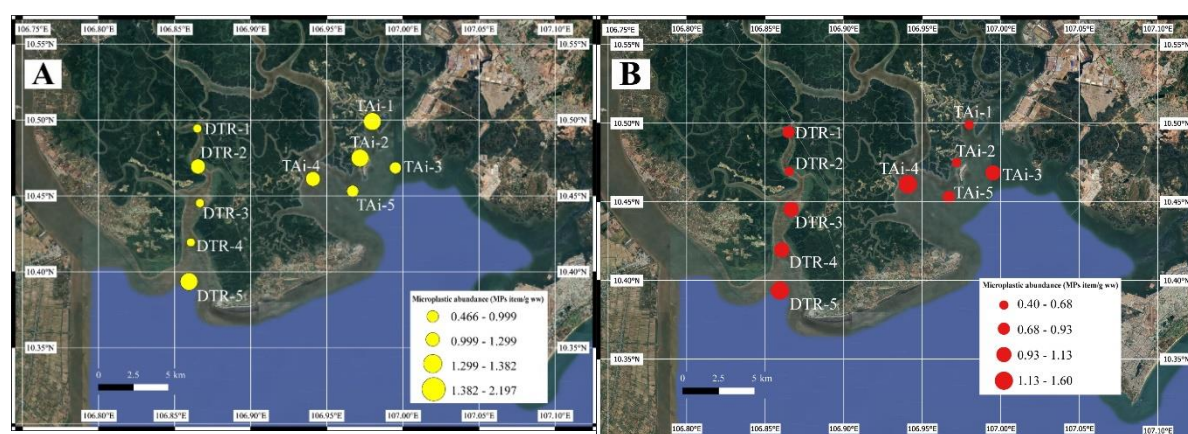 106.75°E 106.80°E 106.85°E 106.90°E 106.95°E 107.00°E 107.05°E 107.10°E
10.55°N 10.55°N
A
TAi-1
10.50°N 10.50°N
DTR-1
TAi-2
DTR-2
TAi-4
TAi-3
10.45°N 10.45°N
TAi-5
DTR-3
DTR-4
10.40°N 10.40°N
DTR-5
Microplastic abundance (MPs item/g ww)
0.466 - 0.999
0.999 - 1.299
1.299 - 1.382
1.382 - 2.197
10.35°N 10.35°N
0 2.5 5 km
106.80°E 106.85°E 106.90°E 106.95°E 107.00°E 107.05°E 107.10°E
106.75°E 106.80°E 106.85°E 106.90°E 106.95°E 107.00°E 107.05°E 107.10°E
10.55°N 10.55°N
B
TAi-1
10.50°N 10.50°N
DTR-1
TAi-2
DTR-2
TAi-4
TAi-3
TAi-5
10.45°N 10.45°N
DTR-3
DTR-4
10.40°N 10.40°N
DTR-5
Microplastic abundance (MPs item/g ww)
0.40 - 0.68
0.68 - 0.93
0.93 - 1.13
1.13 - 1.60
10.35°N 10.35°N
0 2.5 5 km
106.80°E 106.85°E 106.90°E 106.95°E 107.00°E 107.05°E 107.10°E